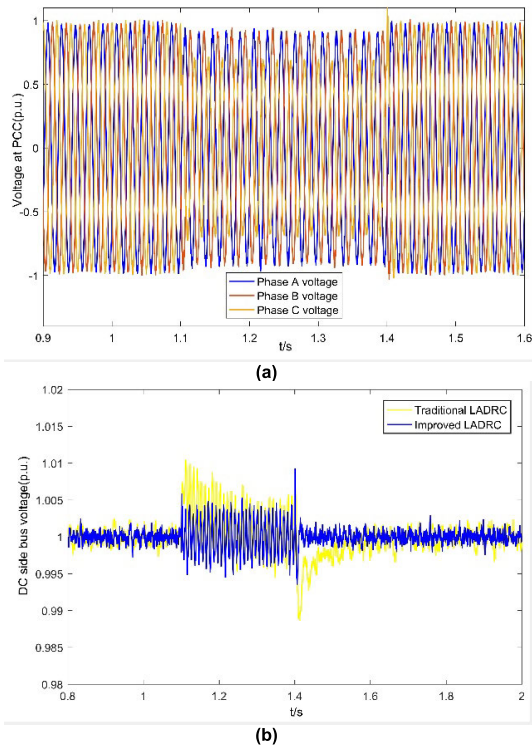 1
0.5
0
-0.5
-1
Voltage at PCC(p.u.)
Phase A voltage
Phase B voltage
Phase C voltage
0.9 1 1.1 1.2 1.3 1.4 1.5 1.6
t/s
(a)
1.02
1.015
1.01
1.005
1
0.995
0.99
0.985
0.98
DC side bus voltage(p.u.)
Traditional LADRC
Improved LADRC
0.8 1 1.2 1.4 1.6 1.8 2
t/s
(b)